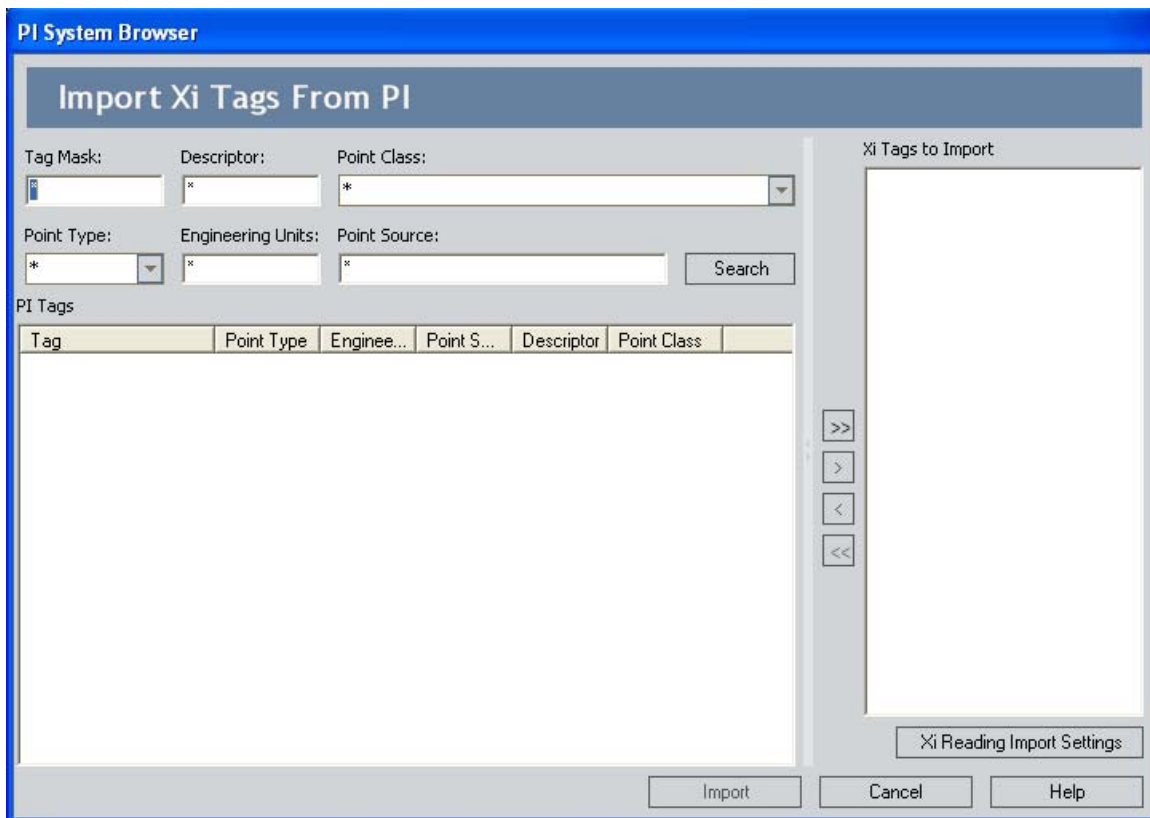 PI System Browser
Import Xi Tags From PI
Tag Mask:
Descriptor:
Point Class:
*
*
*
Point Type:
Engineering Units:
Point Source:
*
*
*
Search
PI Tags
Tag
Point Type
Enginee...
Point S...
Descriptor
Point Class
Xi Tags to Import
>>
>
<
<<
Xi Reading Import Settings
Import
Cancel
Help